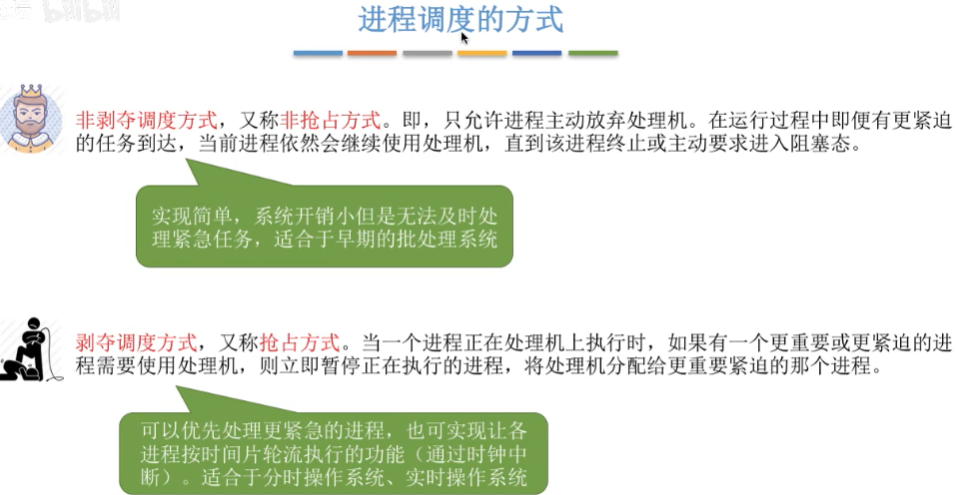 bilibili
进程调度的方式
非剥夺调度方式，又称非抢占方式。即，只允许进程主动放弃处理机。在运行过程中即便有更紧迫
的任务到达，当前进程依然会继续使用处理机，直到该进程终止或主动要求进入阻塞态。
实现简单，系统开销小但是无法及时处
理紧急任务，适合于早期的批处理系统
剥夺调度方式，又称抢占方式。当一个进程正在处理机上执行时，如果有一个更重要或更紧迫的进
程需要使用处理机，则立即暂停正在执行的进程，将处理机分配给更重要紧迫的那个进程。
可以优先处理更紧急的进程，也可实现让各
进程按时间片轮流执行的功能（通过时钟中
断）。适合于分时操作系统、实时操作系统